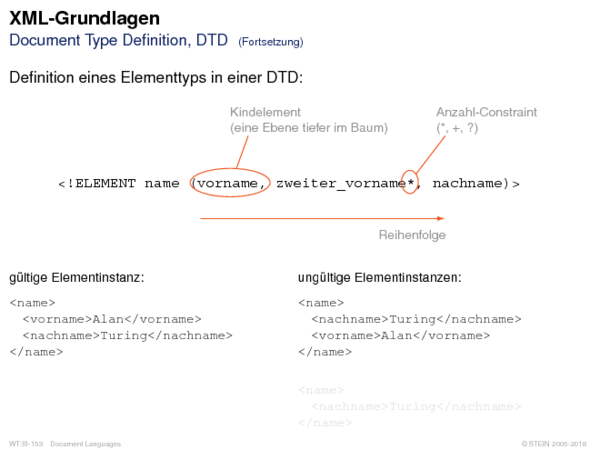 XML-Grundlagen
Document Type Definition, DTD (Fortsetzung)
Definition eines Elementtyps in einer DTD:
Kindelement
(eine Ebene tiefer im Baum)
Anzahl-Constraint
(*, +, ?)
<!ELEMENT name (vorname, zweiter_vorname*, nachname)>
Reihenfolge
gültige Elementinstanz:
<name>
<vorname>Alan</vorname>
<nachname>Turing</nachname>
</name>
ungültige Elementinstanzen:
<name>
<nachname>Turing</nachname>
<vorname>Alan</vorname>
</name>
<name>
<nachname>Turing</nachname>
</name>
WT:III-153 Document Languages
© STEIN 2005-2018